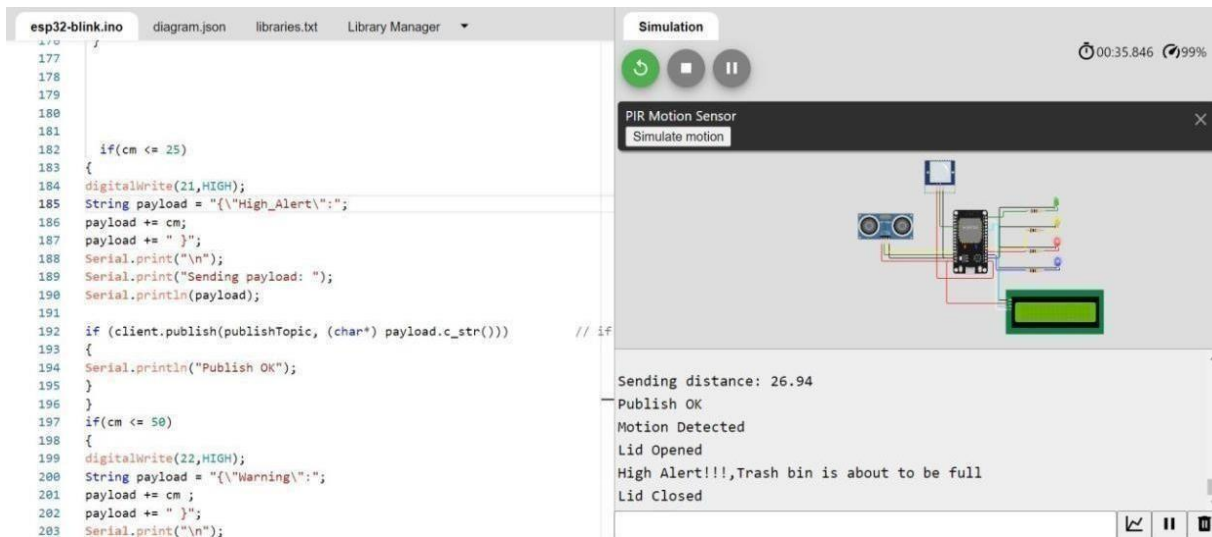 esp32-blink.ino diagram.json libraries.txt Library Manager
176 }
177
178
179
180
181
182 if(cm <= 25)
183 {
184 digitalWrite(21,HIGH);
185 String payload = "{\"High_Alert\":";
186 payload += cm;
187 payload += " }";
188 Serial.print("\n");
189 Serial.print("Sending payload: ");
190 Serial.println(payload);
191
192 if (client.publish(publishTopic, (char*) payload.c_str())) // if
193 {
194 Serial.println("Publish OK");
195 }
196 }
197 if(cm <= 50)
198 {
199 digitalWrite(22,HIGH);
200 String payload = "{\"Warning\":";
201 payload += cm ;
202 payload += " }";
203 Serial.print("\n");
Simulation
00:35.846 99%
PIR Motion Sensor
Simulate motion
Sending distance: 26.94
Publish OK
Motion Detected
Lid Opened
High Alert!!!,Trash bin is about to be full
Lid Closed